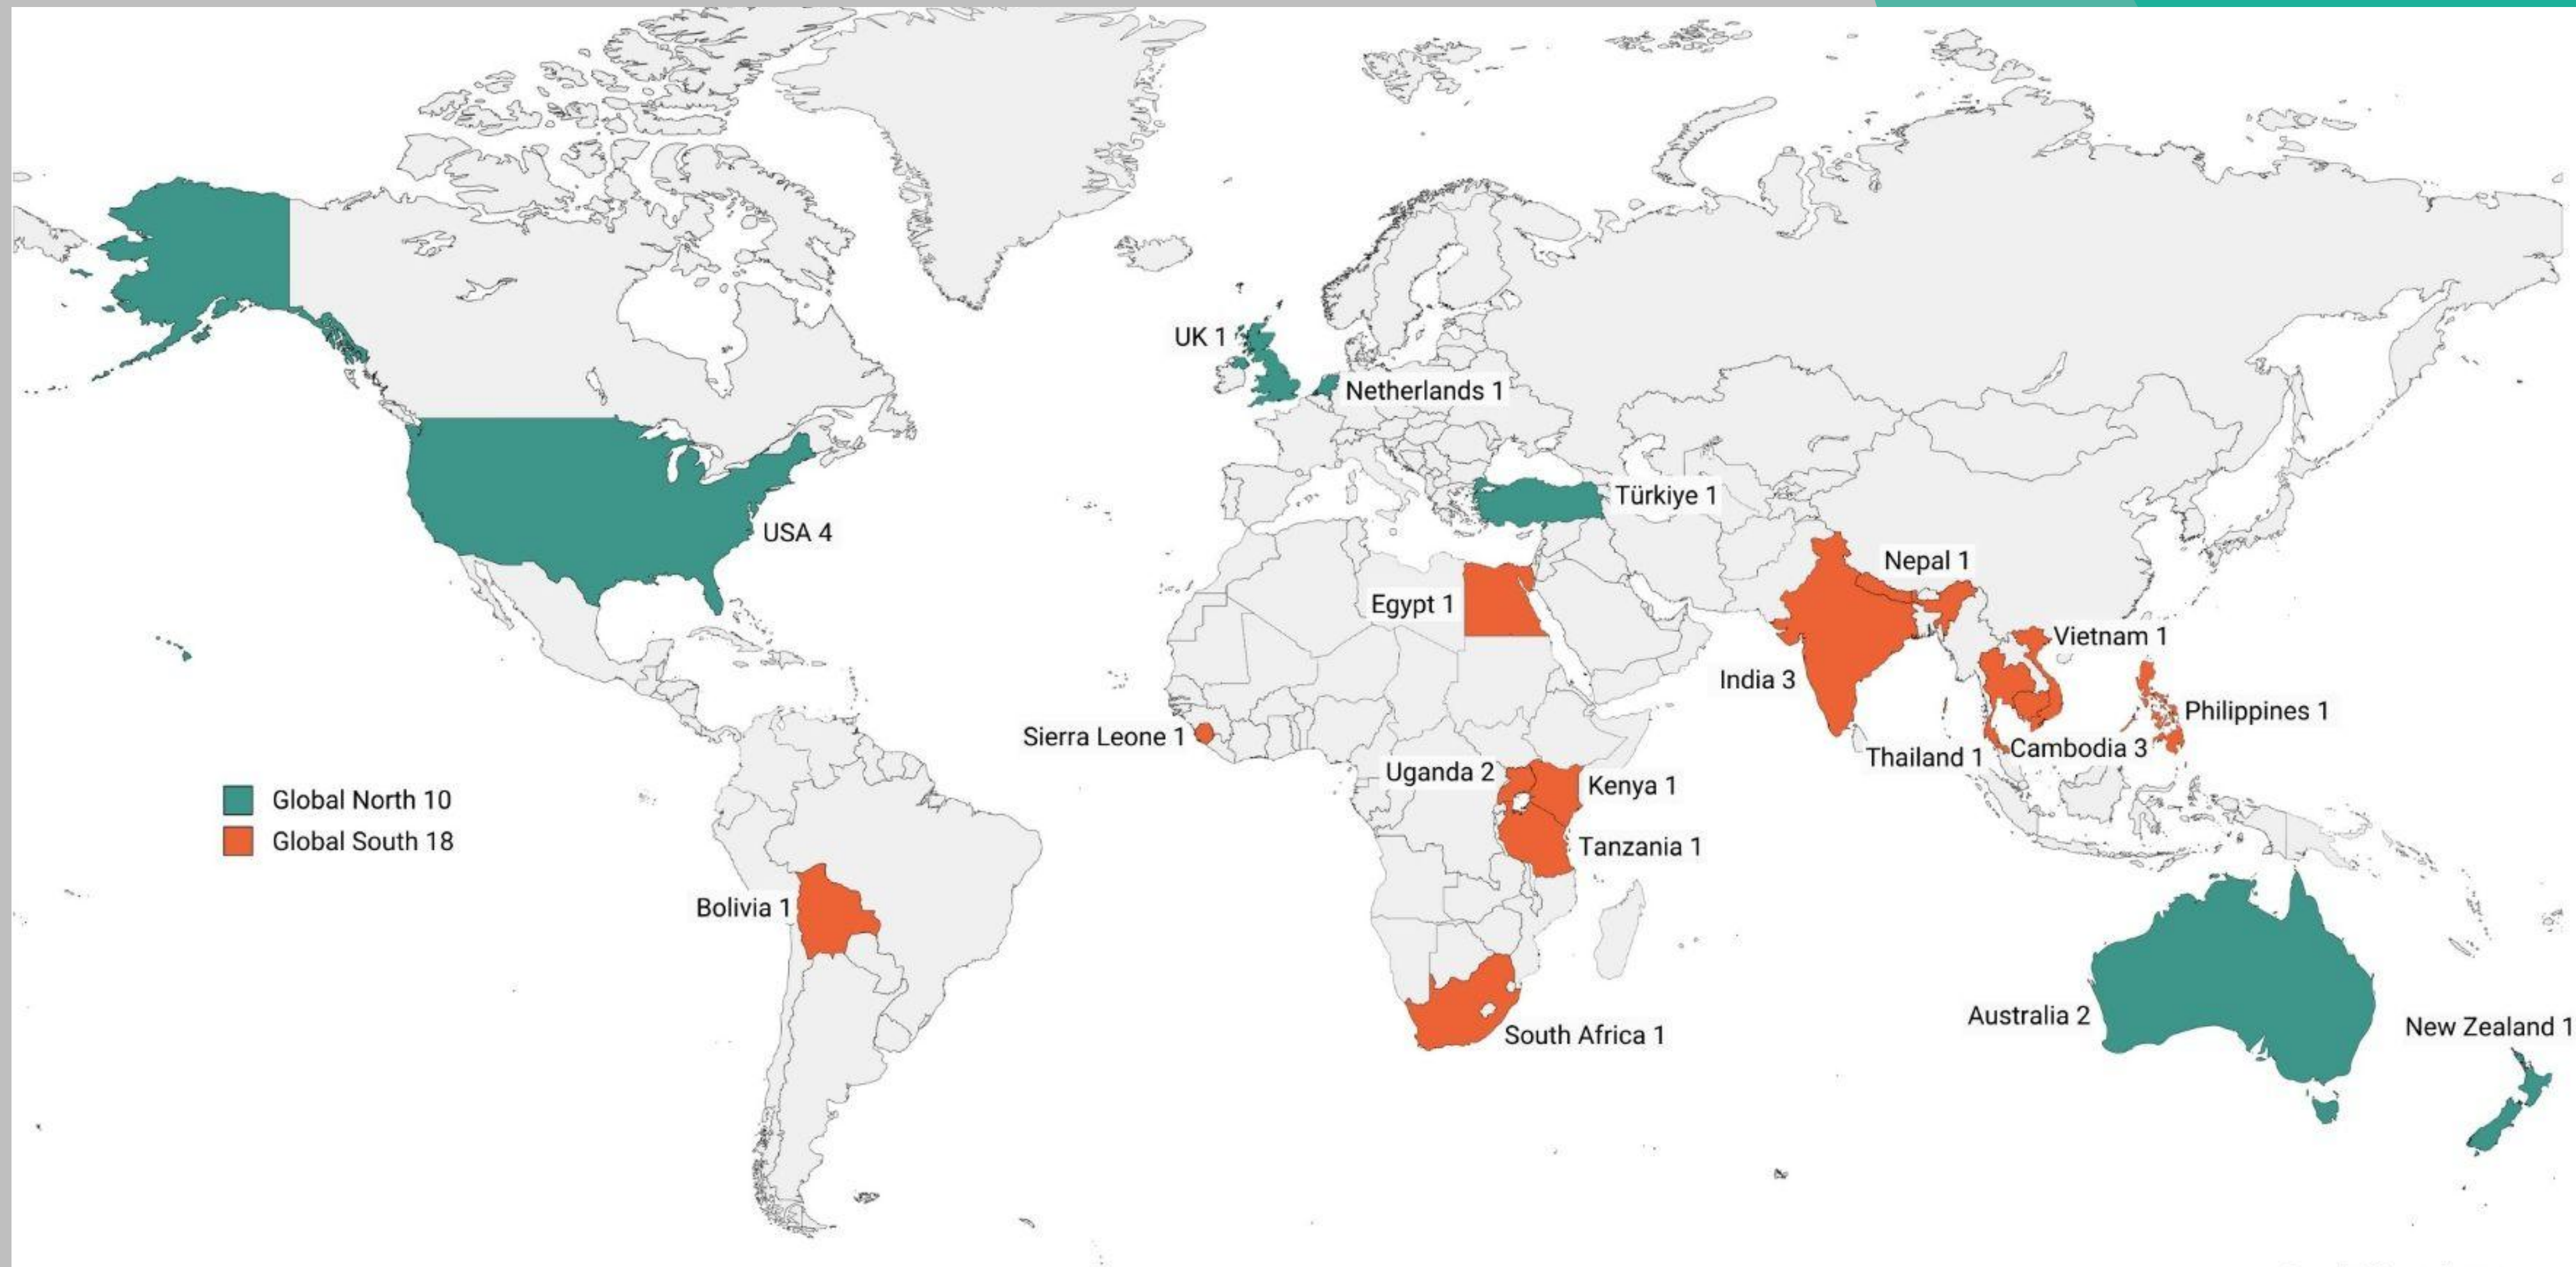 UK 1
Netherlands 1
Türkiye 1
USA 4
Nepal 1
Egypt 1
Vietnam 1
India 3
Philippines 1
Sierra Leone 1
Thailand 1
Cambodia 3
Uganda 2
Kenya 1
Global North 10
Global South 18
Tanzania 1
Bolivia 1
Australia 2
New Zealand 1
South Africa 1